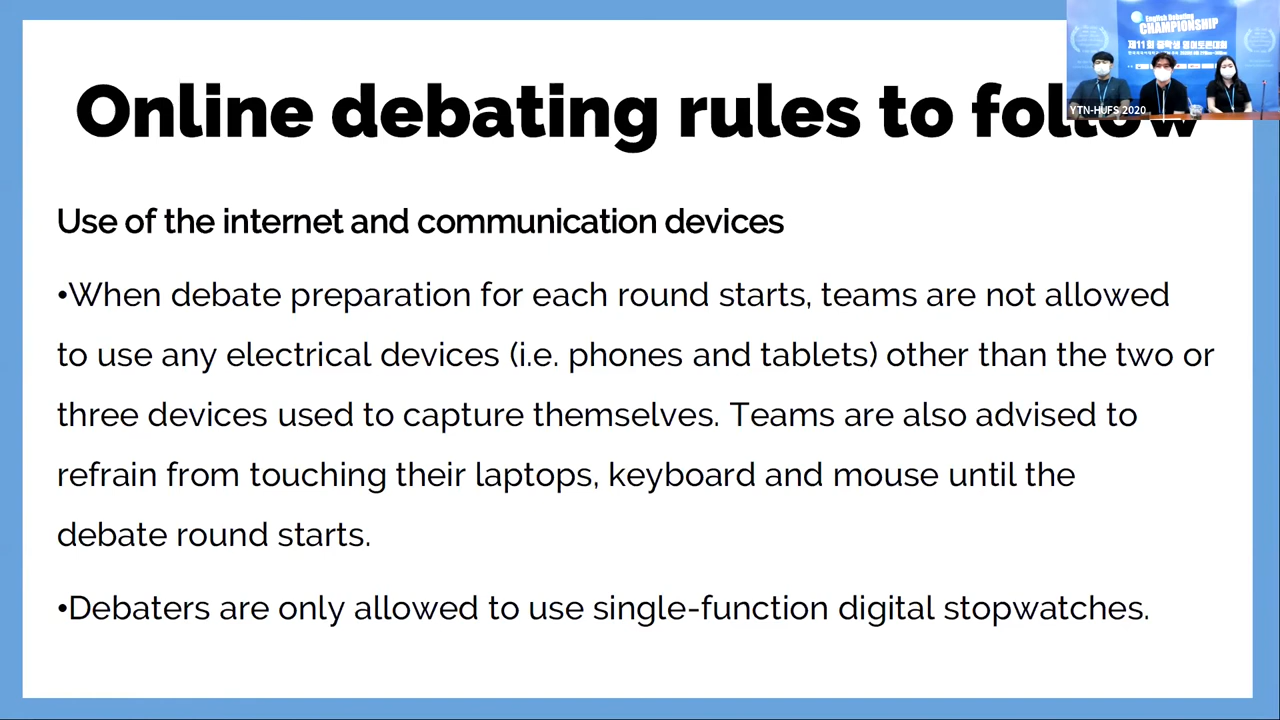 Online debating rules to follow
English Debating
CHAMPIONSHIP
YTN-HUFS 2020
Use of the internet and communication devices
•When debate preparation for each round starts, teams are not allowed
to use any electrical devices (i.e. phones and tablets) other than the two or
three devices used to capture themselves. Teams are also advised to
refrain from touching their laptops, keyboard and mouse until the
debate round starts.
•Debaters are only allowed to use single-function digital stopwatches.